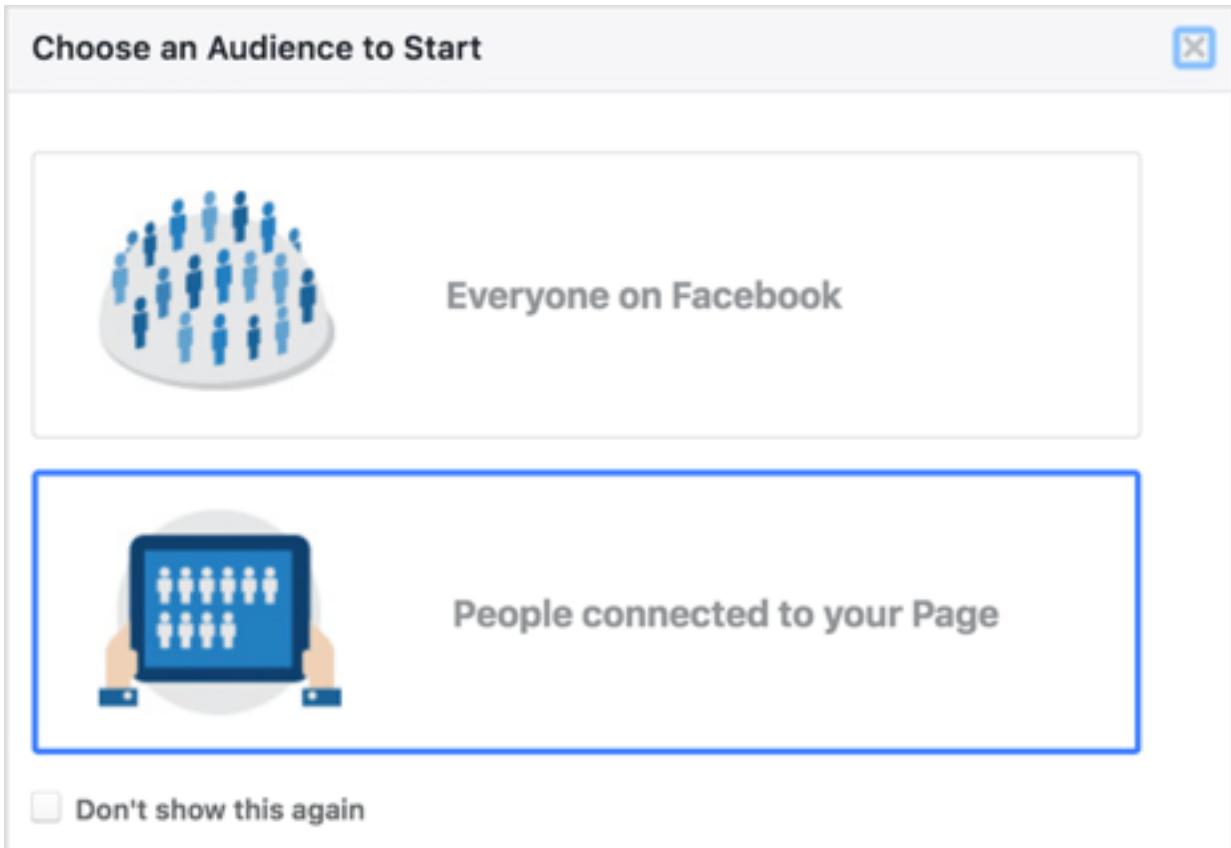 Choose an Audience to Start
Everyone on Facebook
People connected to your Page
Don't show this again